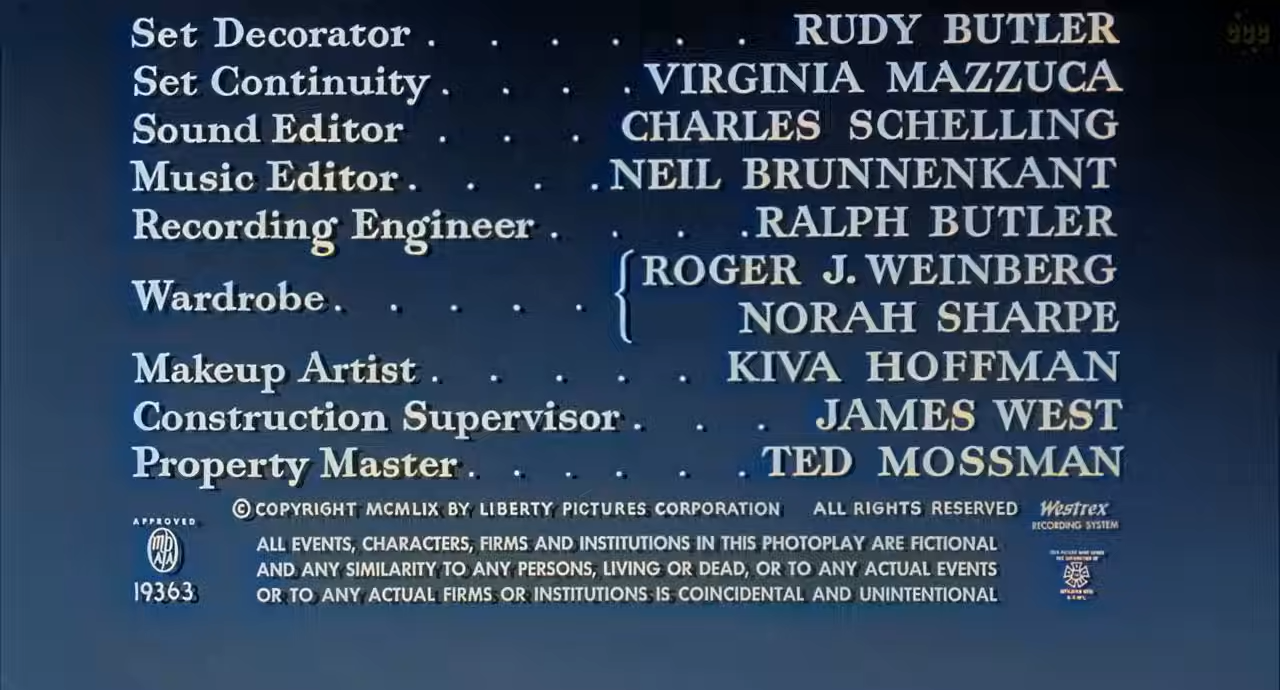 Set Decorator . . . . . . RUDY BUTLER
Set Continuity . . . . VIRGINIA MAZZUCA
Sound Editor . . . CHARLES SCHELLING
Music Editor . . . . NEIL BRUNNENKANT
Recording Engineer . . . . RALPH BUTLER
Wardrobe . . . . . { ROGER J. WEINBERG
NORAH SHARPE
Makeup Artist . . . . . KIVA HOFFMAN
Construction Supervisor . . . JAMES WEST
Property Master . . . . . . TED MOSSMAN
© COPYRIGHT MCMLIX BY LIBERTY PICTURES CORPORATION ALL RIGHTS RESERVED
Westrex
RECORDING SYSTEM
APPROVED
19363
ALL EVENTS, CHARACTERS, FIRMS AND INSTITUTIONS IN THIS PHOTOPLAY ARE FICTIONAL
AND ANY SIMILARITY TO ANY PERSONS, LIVING OR DEAD, OR TO ANY ACTUAL EVENTS
OR TO ANY ACTUAL FIRMS OR INSTITUTIONS IS COINCIDENTAL AND UNINTENTIONAL